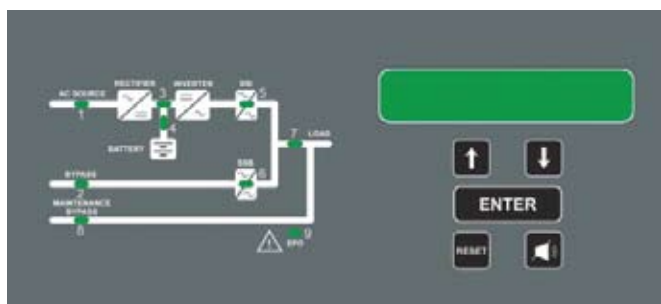 RECTIFIER 3 INVERTER SSI
AC SOURCE
1
5
4
BATTERY
7 LOAD
BYPASS
2
SSB
6
MAINTENANCE
BYPASS
8
9
EPO
ENTER
RESET